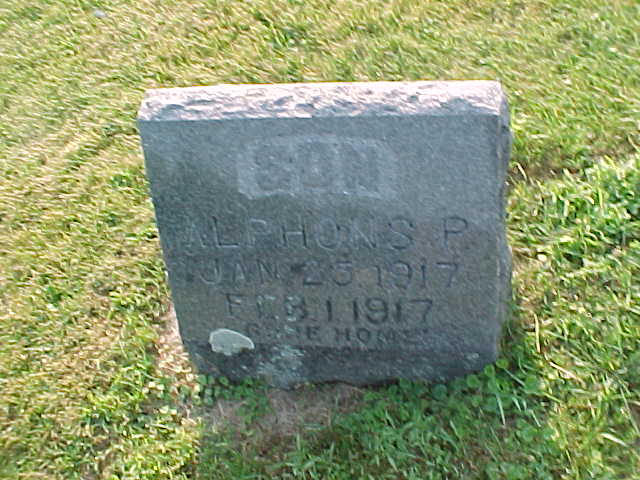 SON
ALPHONS P
JAN 25 1917
FEB. 1. 1917
GONE HOME